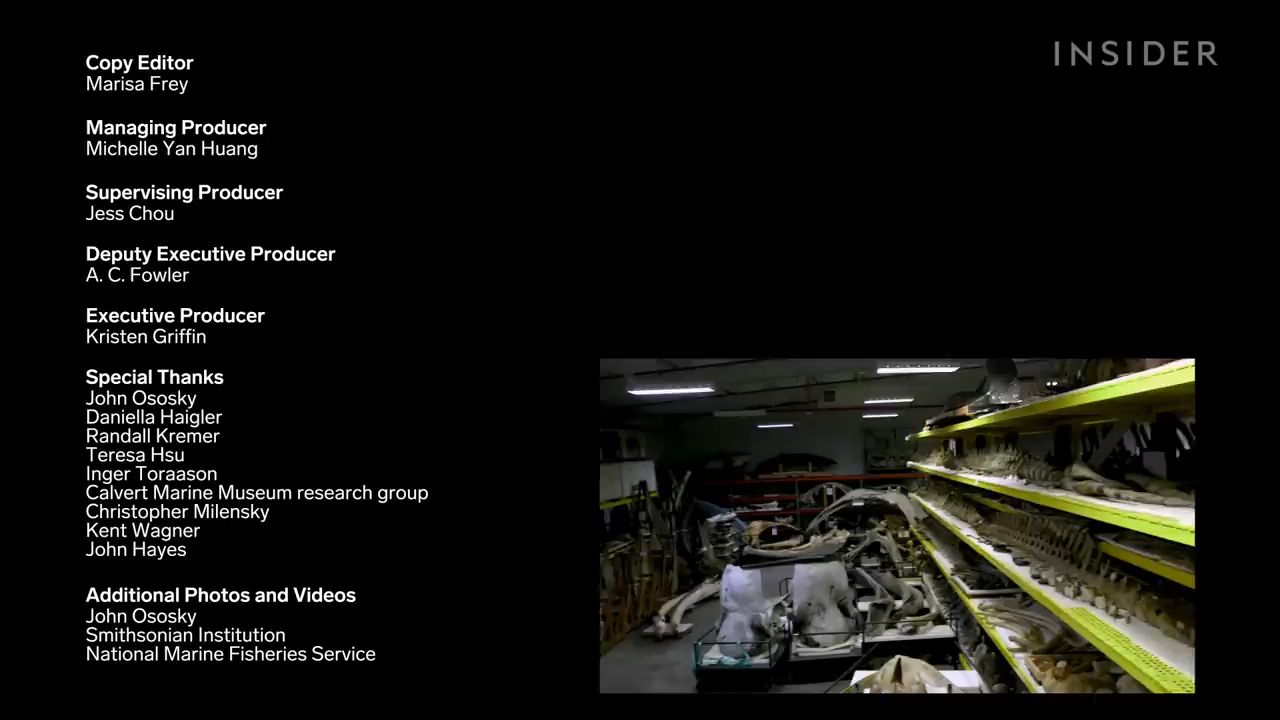 INSIDER
Copy Editor
Marisa Frey
Managing Producer
Michelle Yan Huang
Supervising Producer
Jess Chou
Deputy Executive Producer
A. C. Fowler
Executive Producer
Kristen Griffin
Special Thanks
John Ososky
Daniella Haigler
Randall Kremer
Teresa Hsu
Inger Toraason
Calvert Marine Museum research group
Christopher Milensky
Kent Wagner
John Hayes
Additional Photos and Videos
John Ososky
Smithsonian Institution
National Marine Fisheries Service